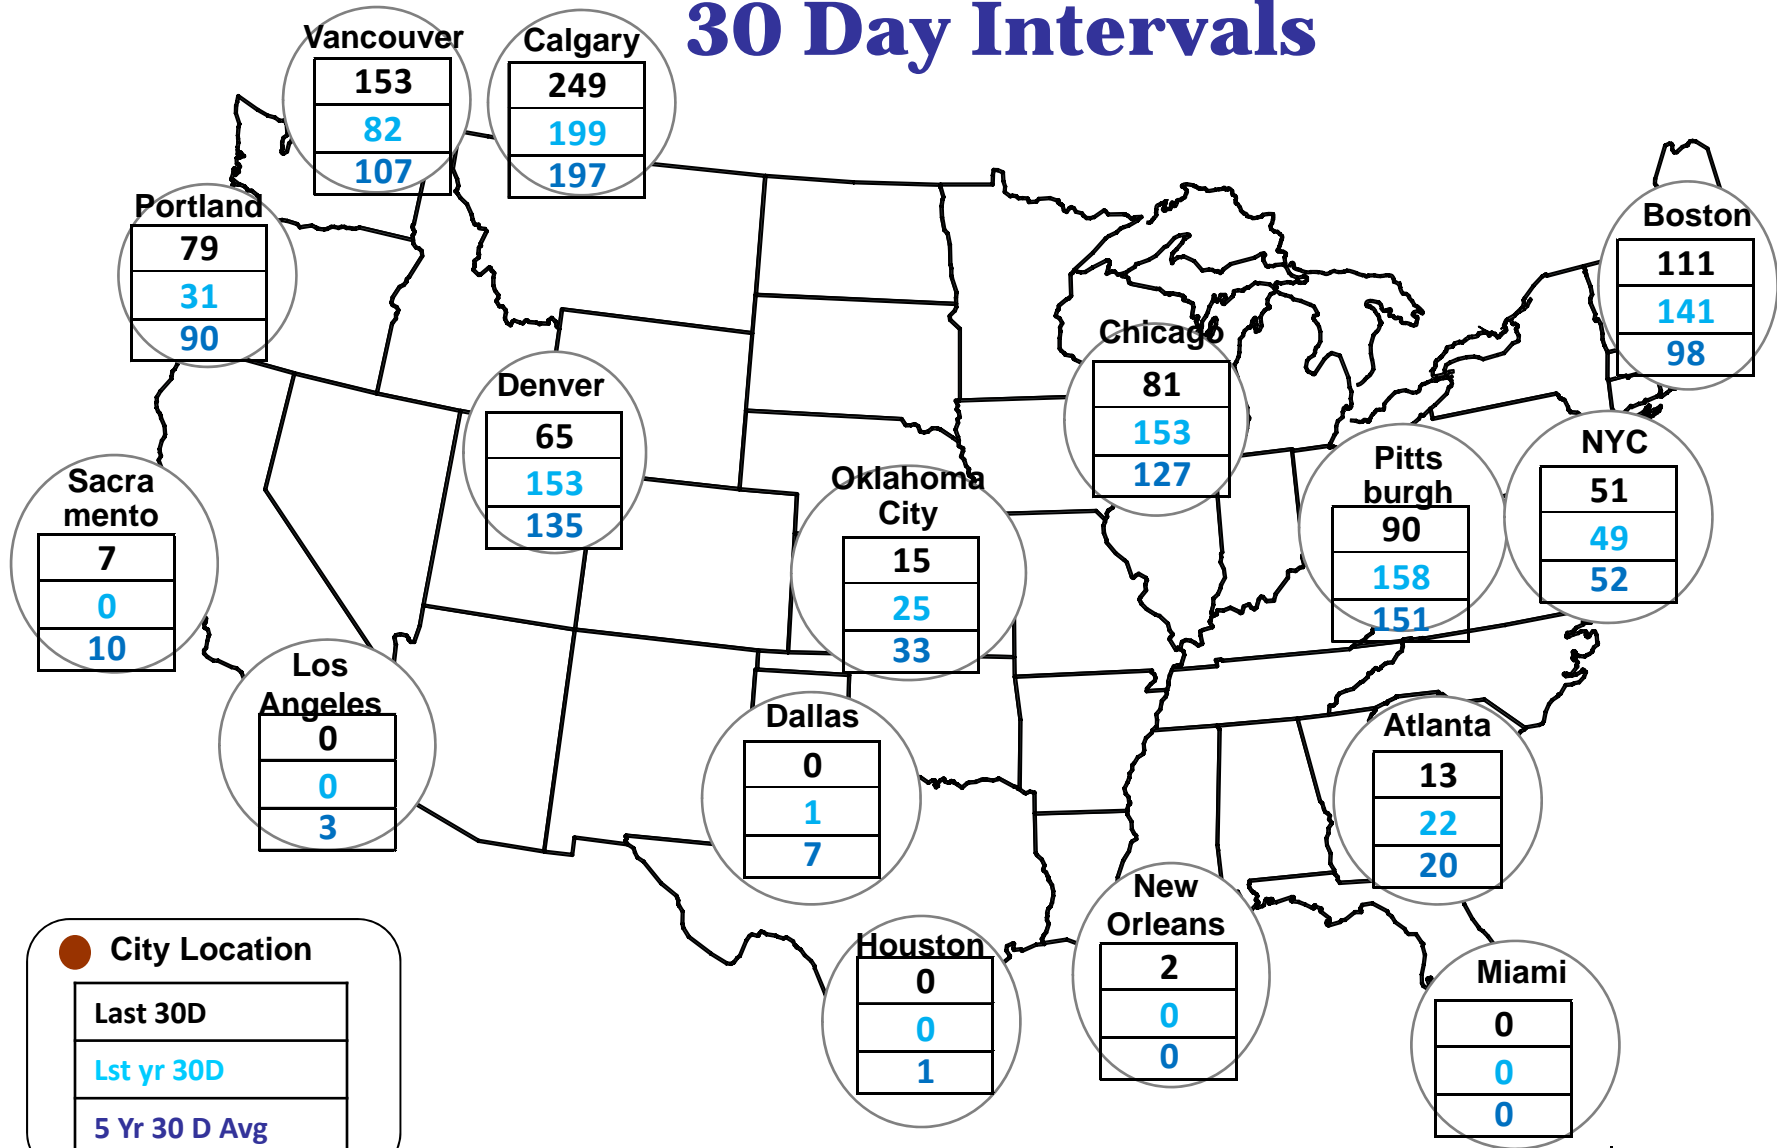 30 Day Intervals
Vancouver
153
82
107
Calgary
249
199
197
Portland
79
31
90
Boston
111
141
98
Chicago
81
153
127
Denver
65
153
135
NYC
51
49
52
Pitts
burgh
90
158
151
Sacra
mento
7
0
10
Oklahoma
City
15
25
33
Los
Angeles
0
0
3
Dallas
0
1
7
Atlanta
13
22
20
New
Orleans
2
0
0
Houston
0
0
1
Miami
0
0
0
City Location
Last 30D
Lst yr 30D
5 Yr 30 D Avg